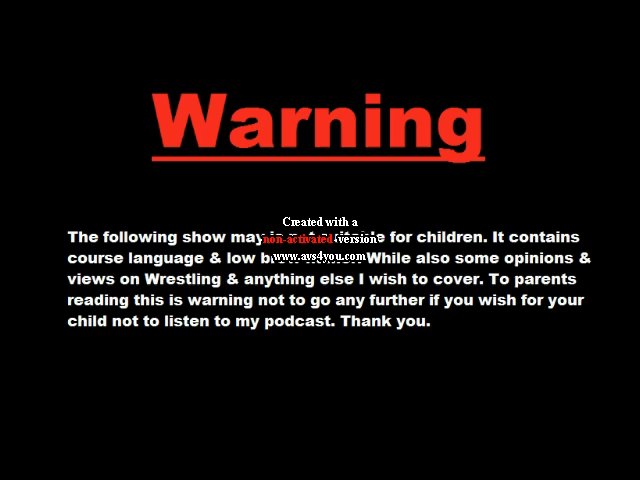 Warning
Created with a
non-activated version
www.avs4you.com
The following show may for children. It contains
course language & low While also some opinions &
views on Wrestling & anything else I wish to cover. To parents
reading this is warning not to go any further if you wish for your
child not to listen to my podcast. Thank you.